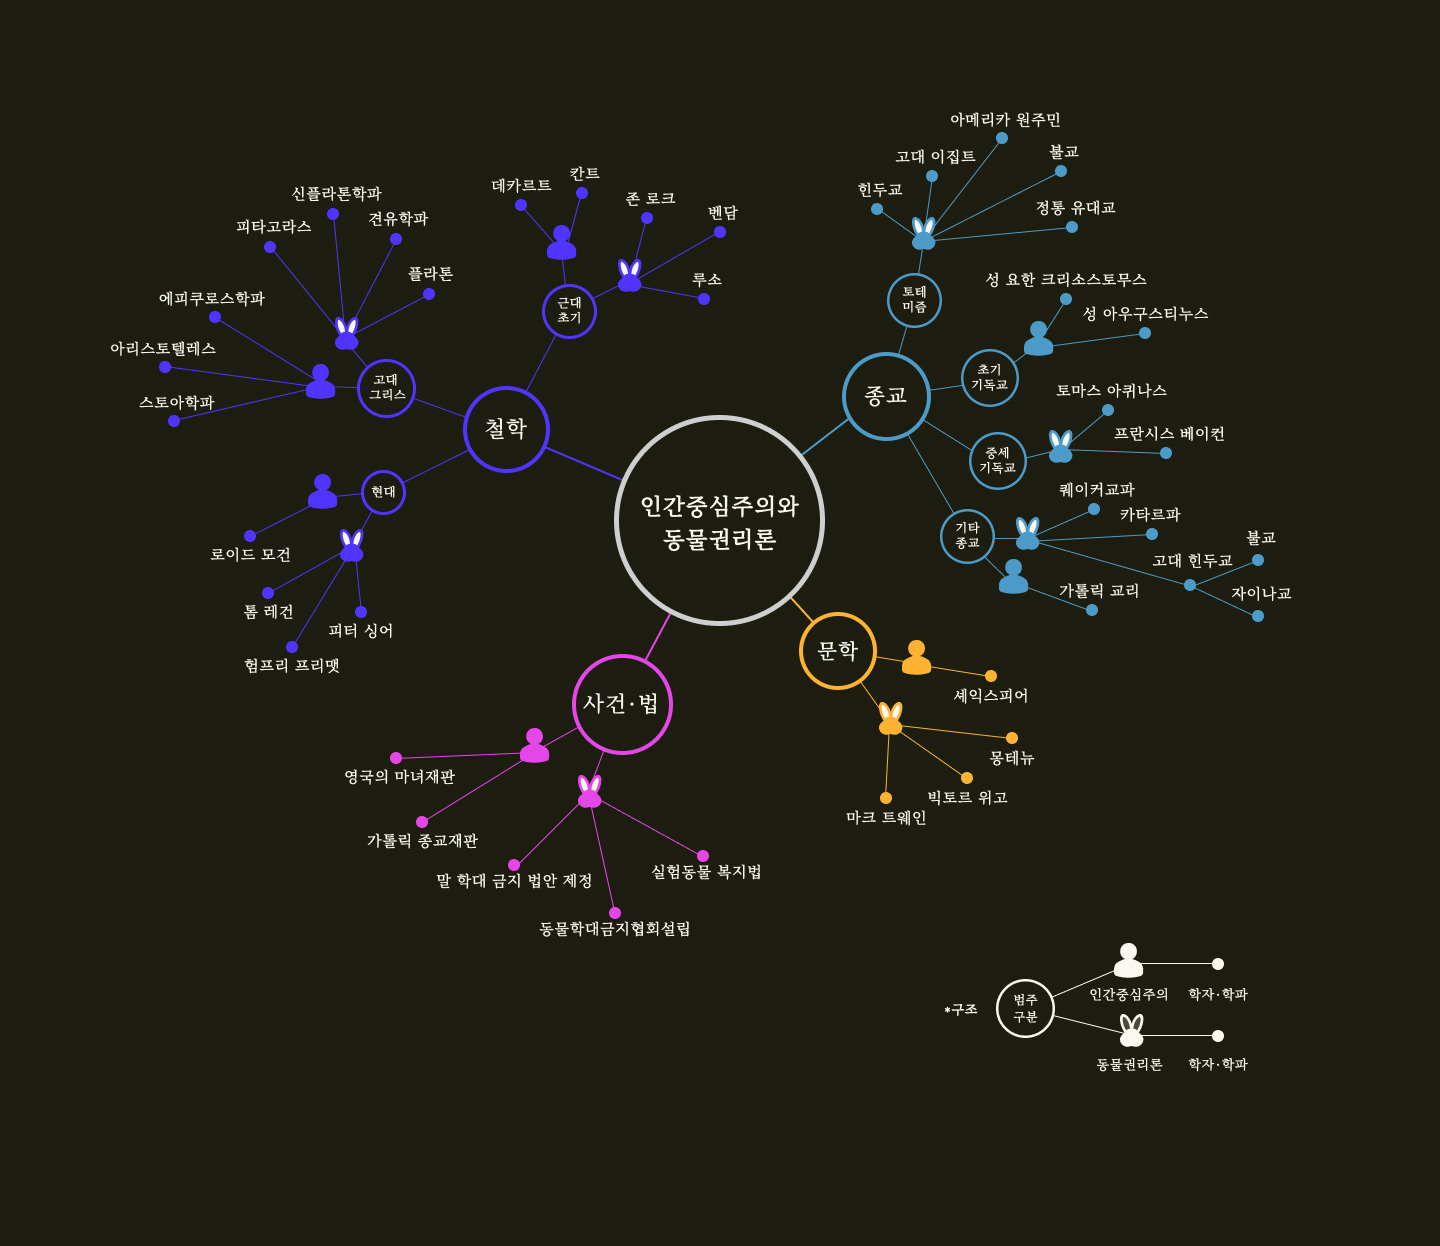 인간중심주의와
동물권리론
철학
근대
초기
데카르트
칸트
존 로크
벤담
루소
고대
그리스
신플라톤학파
피타고라스
견유학파
플라톤
에피쿠로스학파
아리스토텔레스
스토아학파
현대
로이드 모건
톰 레건
피터 싱어
험프리 프리맷
종교
토테
미즘
아메리카 원주민
고대 이집트
불교
힌두교
정통 유대교
초기
기독교
성 요한 크리소스토무스
성 아우구스티누스
중세
기독교
토마스 아퀴나스
프란시스 베이컨
기타
종교
퀘이커교파
카타르파
고대 힌두교
불교
자이나교
가톨릭 교리
문학
셰익스피어
몽테뉴
빅토르 위고
마크 트웨인
사건·법
영국의 마녀재판
가톨릭 종교재판
말 학대 금지 법안 제정
실험동물 복지법
동물학대금지협회설립
*구조
범주
구분
인간중심주의
학자·학파
동물권리론
학자·학파